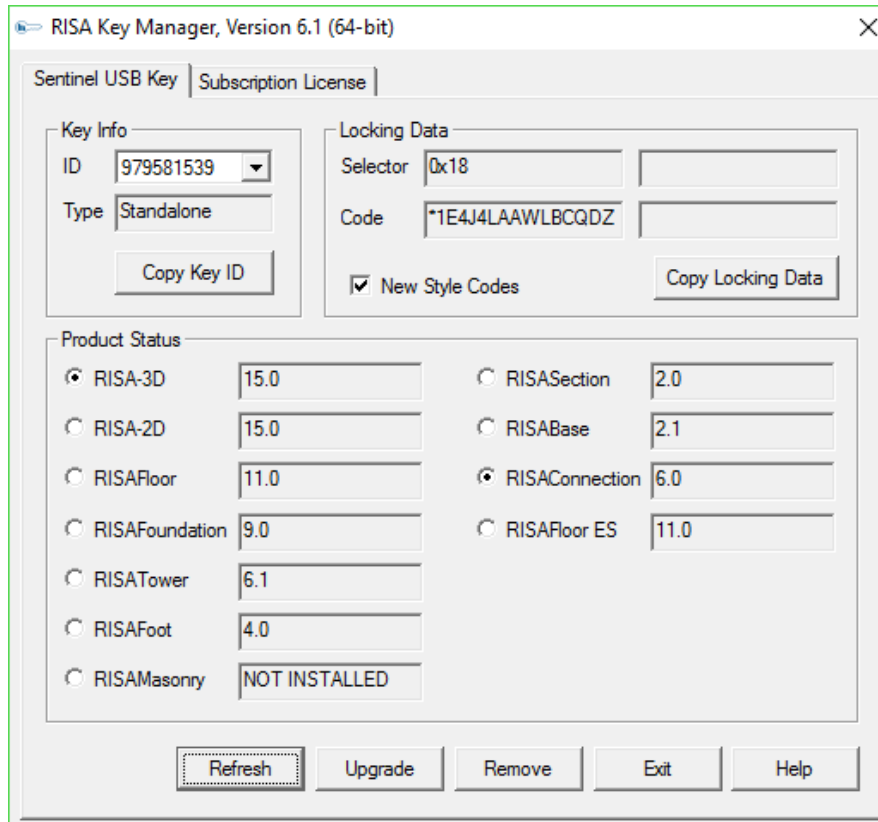 RISA Key Manager, Version 6.1 (64-bit)
Sentinel USB Key
Subscription License
Key Info
ID 979581539
Type Standalone
Copy Key ID
Locking Data
Selector 0x18
Code *1E4J4LAAWLBCQDZ
New Style Codes
Copy Locking Data
Product Status
RISA-3D 15.0
RISA-2D 15.0
RISAFloor 11.0
RISAFoundation 9.0
RISATower 6.1
RISAFoot 4.0
RISAMasonry NOT INSTALLED
RISASection 2.0
RISABase 2.1
RISAConnection 6.0
RISAFloor ES 11.0
Refresh
Upgrade
Remove
Exit
Help